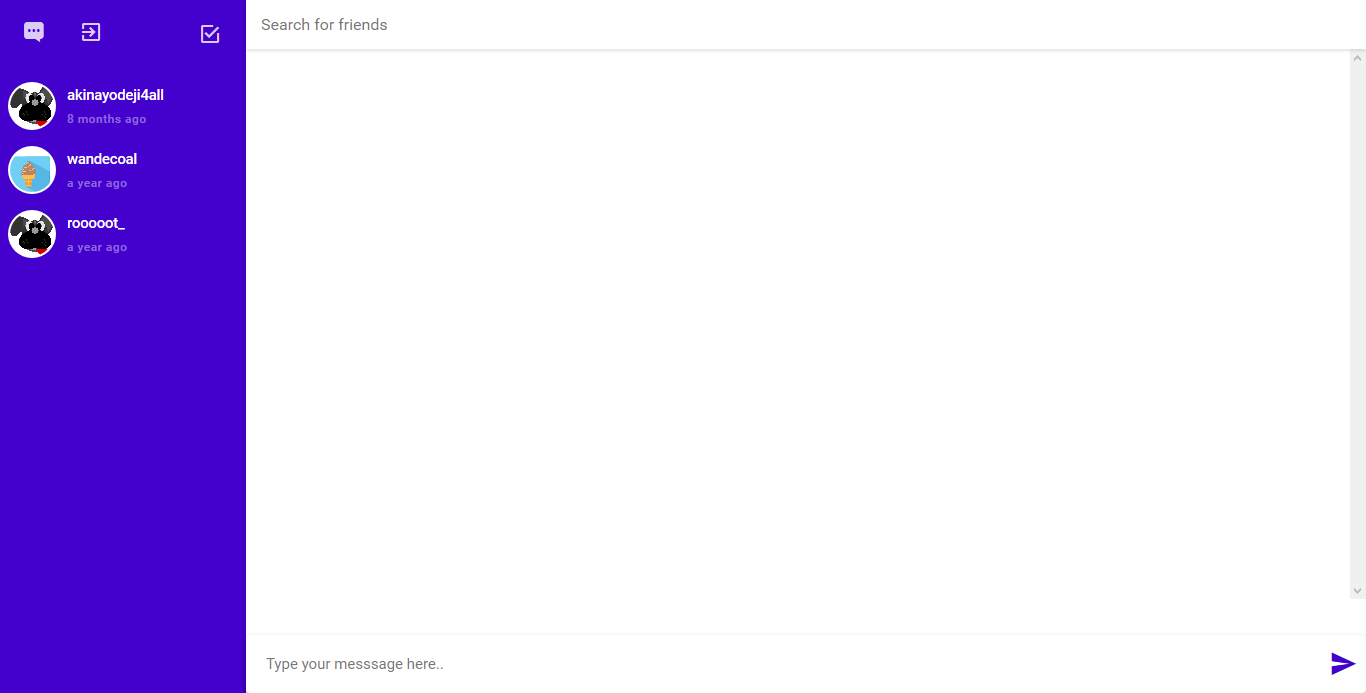 Search for friends
akinayodeji4all
8 months ago
wandecoal
a year ago
rooooot_
a year ago
Type your messsage here..